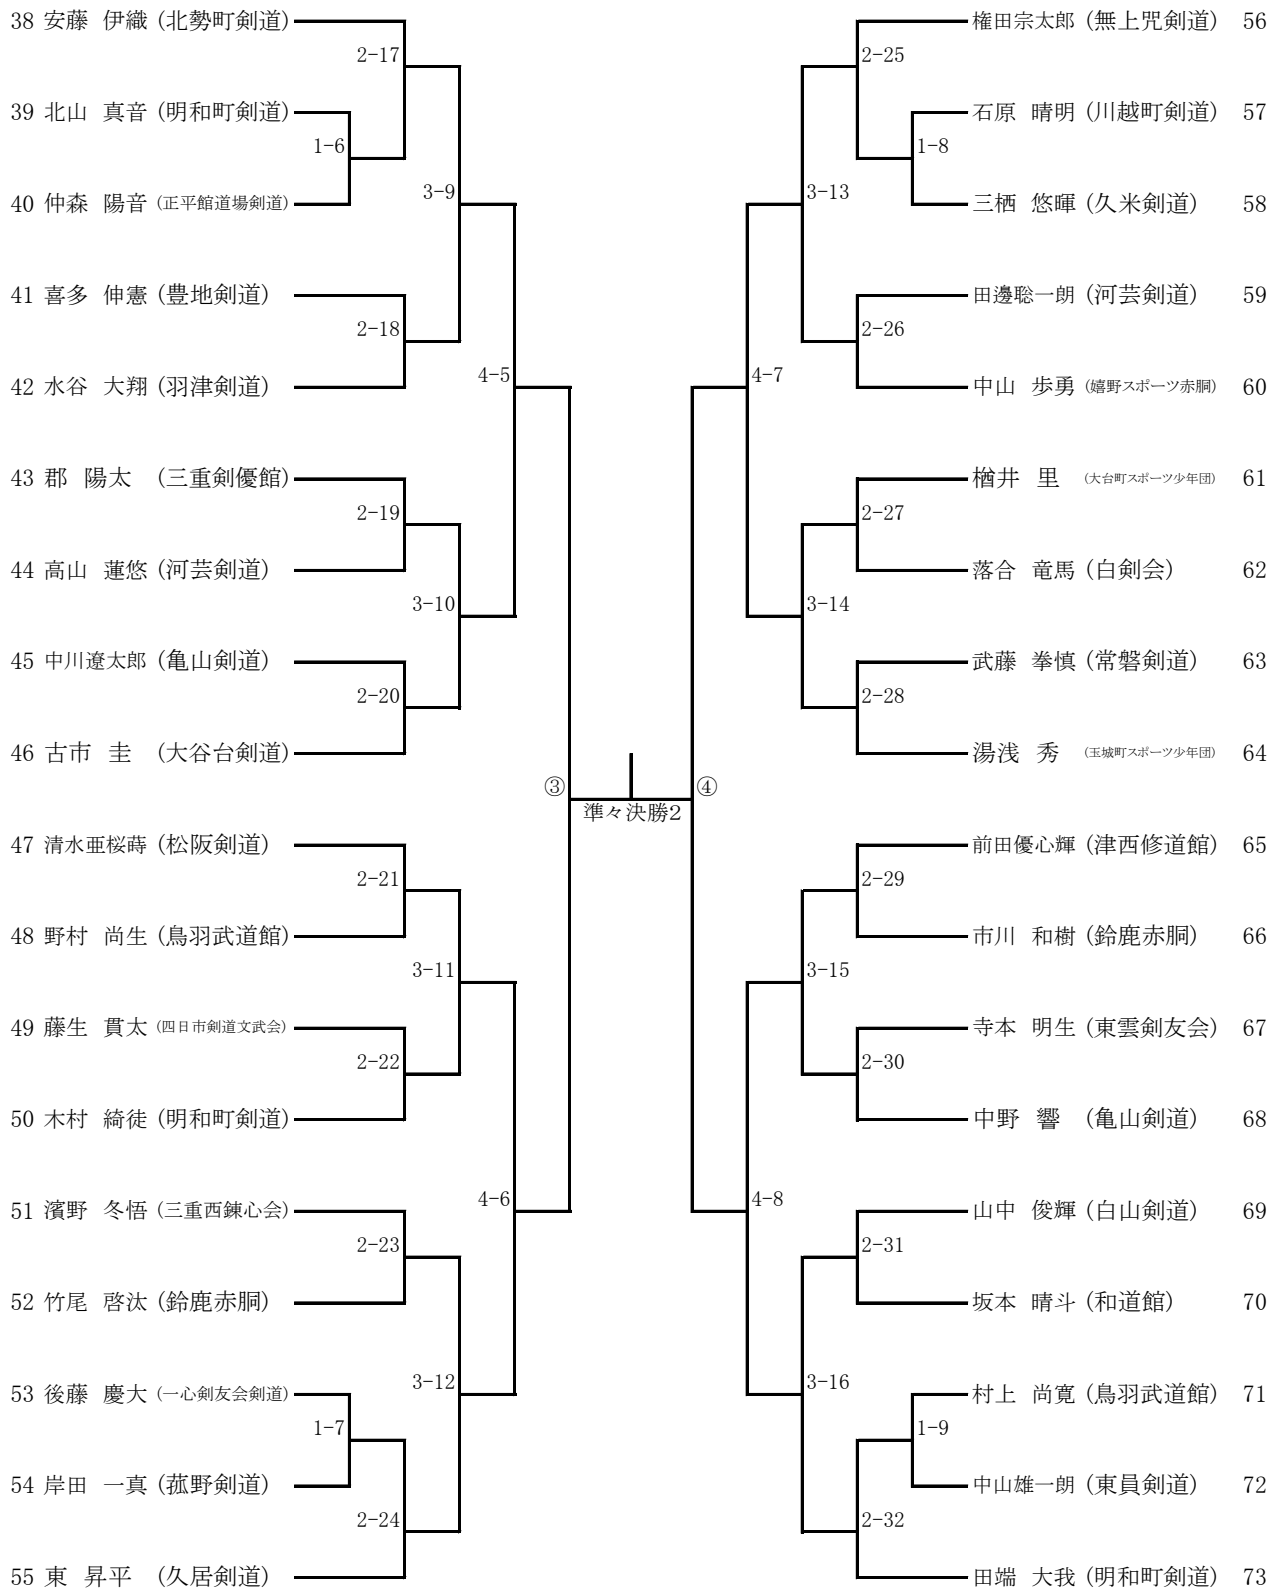 38 安藤 伊織 (北勢町剣道)
2-17
39 北山 真音 (明和町剣道)
1-6
40 仲森 陽音 (正平館道場剣道)
3-9
41 喜多 伸憲 (豊地剣道)
2-18
42 水谷 大翔 (羽津剣道)
4-5
43 郡 陽太 (三重剣優館)
2-19
44 高山 蓮悠 (河芸剣道)
3-10
45 中川遼太郎 (亀山剣道)
2-20
46 古市 圭 (大谷台剣道)
③
47 清水亜桜蒔 (松阪剣道)
2-21
48 野村 尚生 (鳥羽武道館)
3-11
49 藤生 貫太 (四日市剣道文武会)
2-22
50 木村 綺徒 (明和町剣道)
4-6
51 濱野 冬悟 (三重西錬心会)
2-23
52 竹尾 啓汰 (鈴鹿赤胴)
3-12
53 後藤 慶大 (一心剣友会剣道)
1-7
54 岸田 一真 (菰野剣道)
2-24
55 東 昇平 (久居剣道)
準々決勝2
権田宗太郎 (無上咒剣道) 56
2-25
石原 晴明 (川越町剣道) 57
1-8
三栖 悠暉 (久米剣道) 58
3-13
田邊聡一朗 (河芸剣道) 59
2-26
中山 歩勇 (嬉野スポーツ赤胴) 60
4-7
楢井 里 (大台町スポーツ少年団) 61
2-27
落合 竜馬 (白剣会) 62
3-14
武藤 拳慎 (常磐剣道) 63
2-28
湯浅 秀 (玉城町スポーツ少年団) 64
④
前田優心輝 (津西修道館) 65
2-29
市川 和樹 (鈴鹿赤胴) 66
3-15
寺本 明生 (東雲剣友会) 67
2-30
中野 響 (亀山剣道) 68
4-8
山中 俊輝 (白山剣道) 69
2-31
坂本 晴斗 (和道館) 70
3-16
村上 尚寛 (鳥羽武道館) 71
1-9
中山雄一朗 (東員剣道) 72
2-32
田端 大我 (明和町剣道) 73